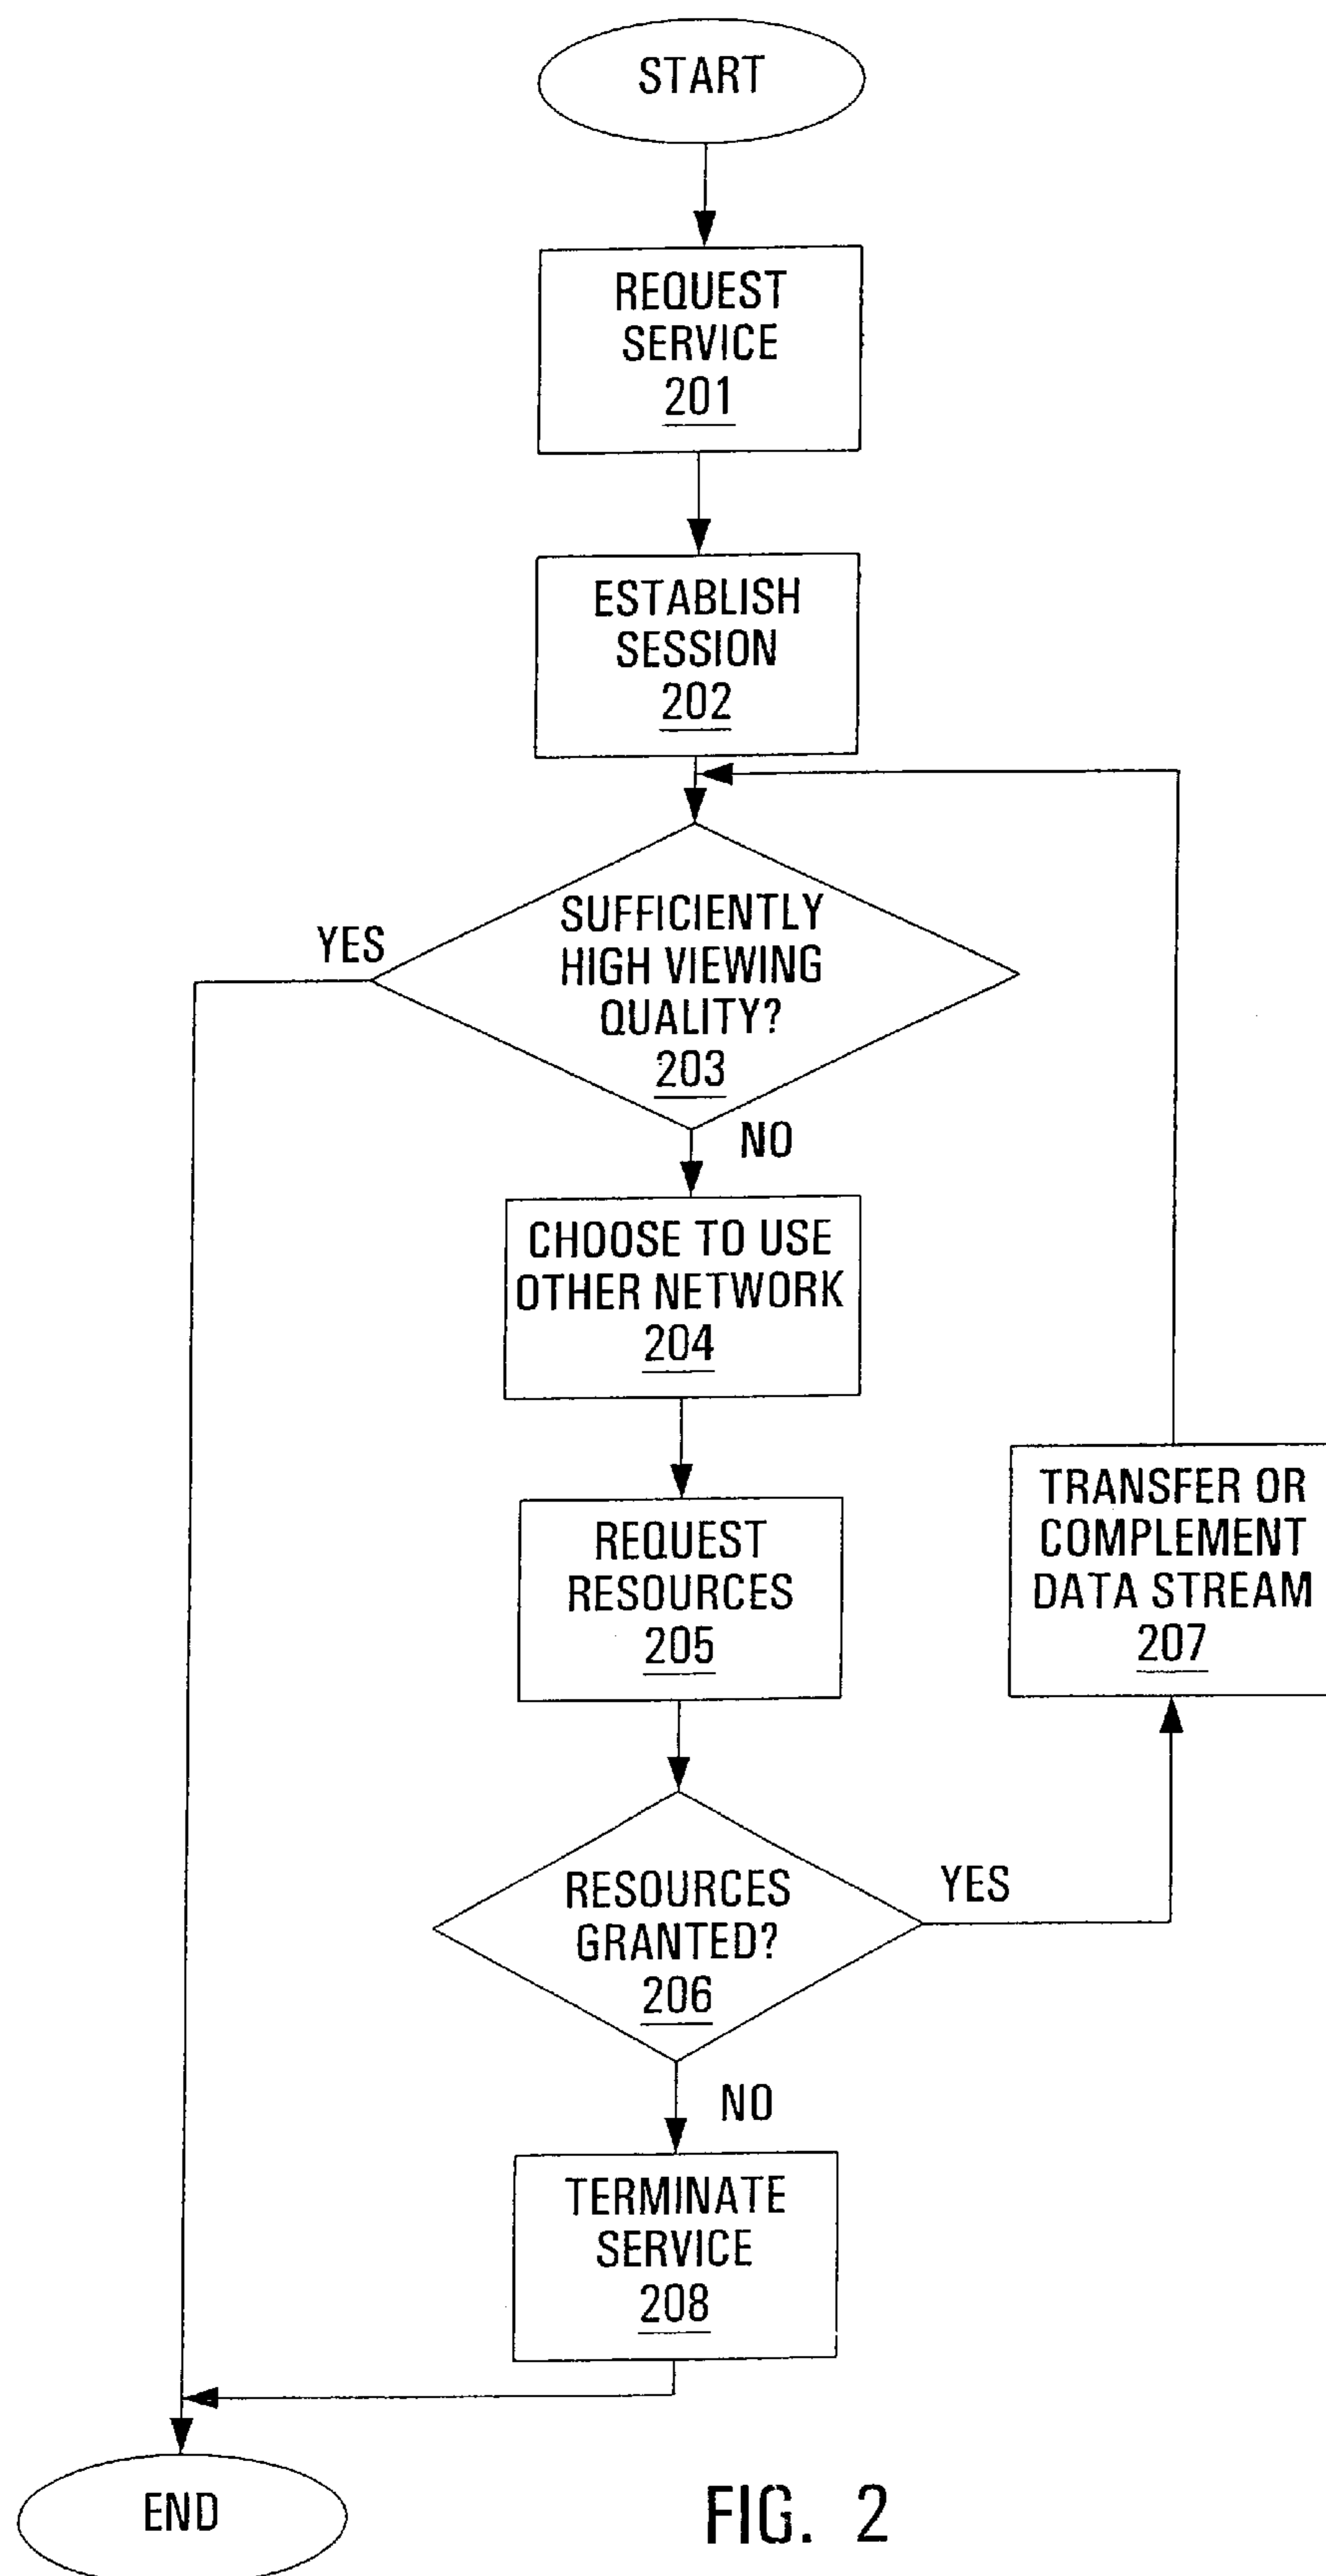 START
REQUEST
SERVICE
201
ESTABLISH
SESSION
202
SUFFICIENTLY
HIGH VIEWING
QUALITY?
203
YES
NO
CHOOSE TO USE
OTHER NETWORK
204
REQUEST
RESOURCES
205
TRANSFER OR
COMPLEMENT
DATA STREAM
207
RESOURCES
GRANTED?
206
YES
NO
TERMINATE
SERVICE
208
END
FIG. 2